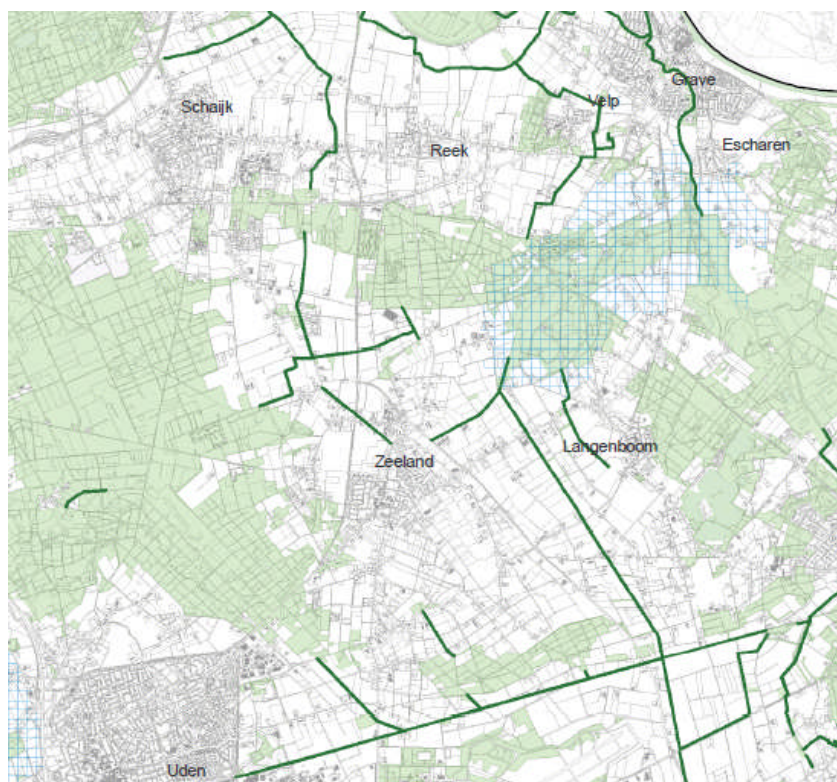 Grave
Velp
Schaijk
Escharen
Reek
Langenboom
Zeeland
Uden